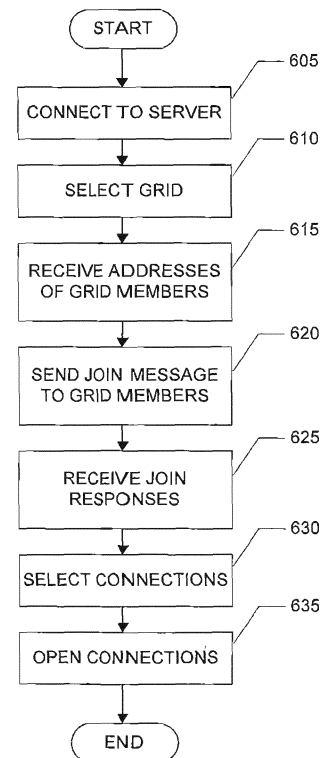 START
605
CONNECT TO SERVER
610
SELECT GRID
615
RECEIVE ADDRESSES
OF GRID MEMBERS
620
SEND JOIN MESSAGE
TO GRID MEMBERS
625
RECEIVE JOIN
RESPONSES
630
SELECT CONNECTIONS
635
OPEN CONNECTIONS
END